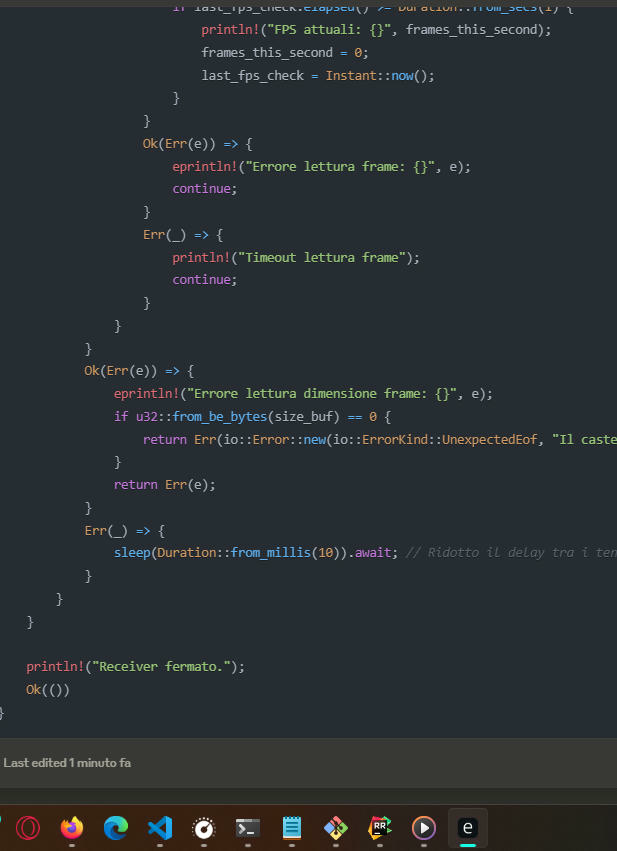 if last_fps_check.elapsed() >= Duration::from_secs(1) {
println!("FPS attuali: {}", frames_this_second);
frames_this_second = 0;
last_fps_check = Instant::now();
}
}
Ok(Err(e)) => {
eprintln!("Errore lettura frame: {}", e);
continue;
}
Err(_) => {
println!("Timeout lettura frame");
continue;
}
}
}
Ok(Err(e)) => {
eprintln!("Errore lettura dimensione frame: {}", e);
if u32::from_be_bytes(size_buf) == 0 {
return Err(io::Error::new(io::ErrorKind::UnexpectedEof, "Il caste
}
return Err(e);
}
Err(_) => {
sleep(Duration::from_millis(10)).await; // Ridotto il delay tra i ten
}
}
}
println!("Receiver fermato.");
Ok(())
}
Last edited 1 minuto fa
RR
e